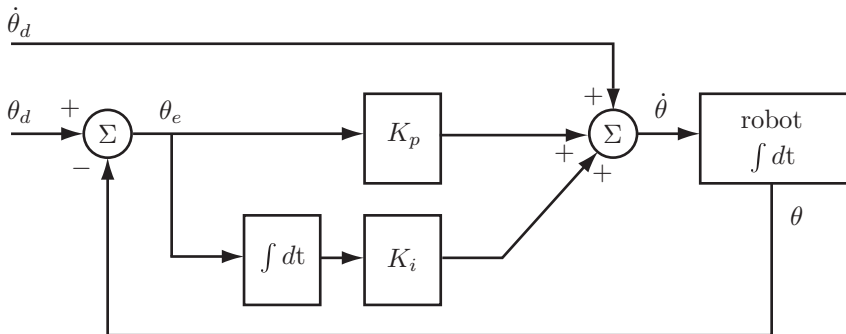 θ̇_d
θ_d + Σ − θ_e
K_p
+ + + Σ
θ̇
robot
∫ dt
θ
∫ dt
K_i